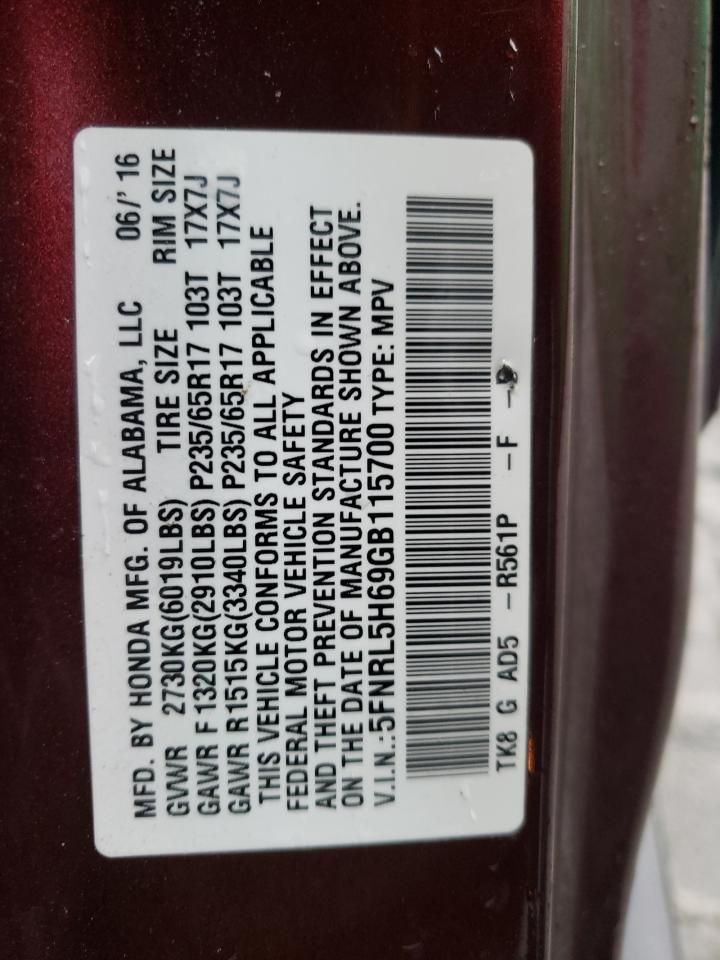 MFD. BY HONDA MFG. OF ALABAMA, LLC 06/'16
GVWR 2730KG(6019LBS) TIRE SIZE RIM SIZE
GAWR F 1320KG(2910LBS) P235/65R17 103T 17X7J
GAWR R 1515KG(3340LBS) P235/65R17 103T 17X7J
THIS VEHICLE CONFORMS TO ALL APPLICABLE
FEDERAL MOTOR VEHICLE SAFETY
AND THEFT PREVENTION STANDARDS IN EFFECT
ON THE DATE OF MANUFACTURE SHOWN ABOVE.
V.I.N.:5FNRL5H69GB115700 TYPE: MPV
TK8 G AD5 -R561P -F -